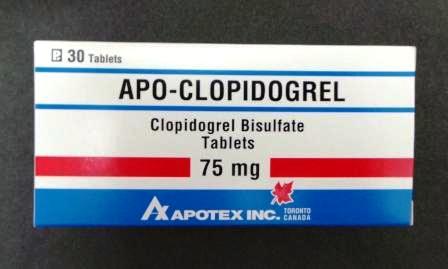 30 Tablets
APO-CLOPIDOGREL
Clopidogrel Bisulfate
Tablets
75 mg
APOTEX INC. TORONTO
CANADA